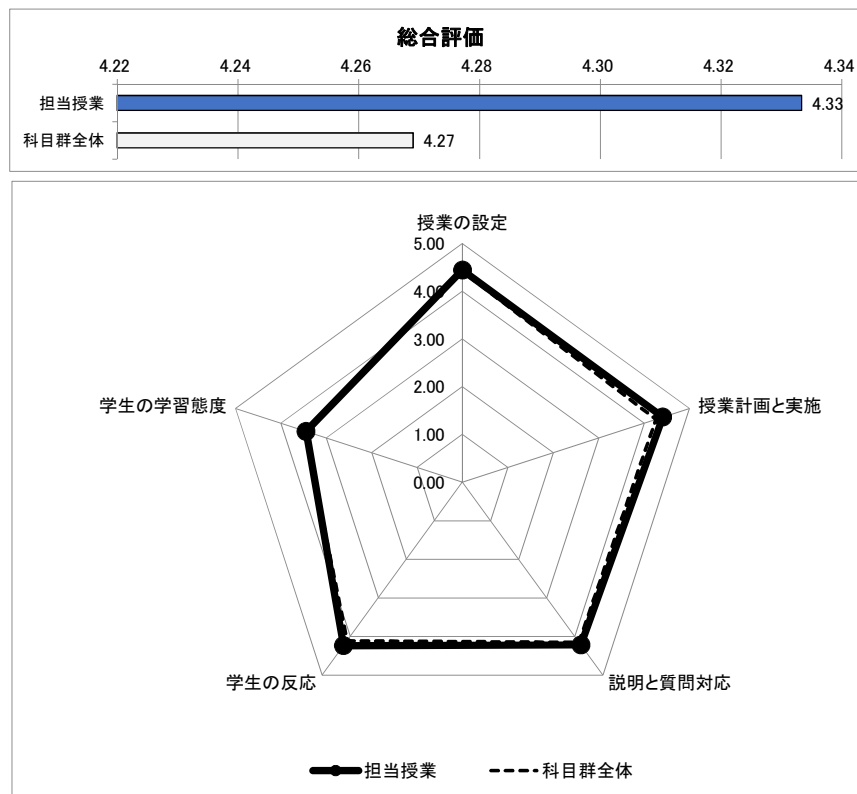 総合評価
4.22 4.24 4.26 4.28 4.30 4.32 4.34
担当授業 4.33
科目群全体 4.27
授業の設定
5.00
4.00
3.00
2.00
1.00
0.00
学生の学習態度
授業計画と実施
学生の反応
説明と質問対応
担当授業 科目群全体